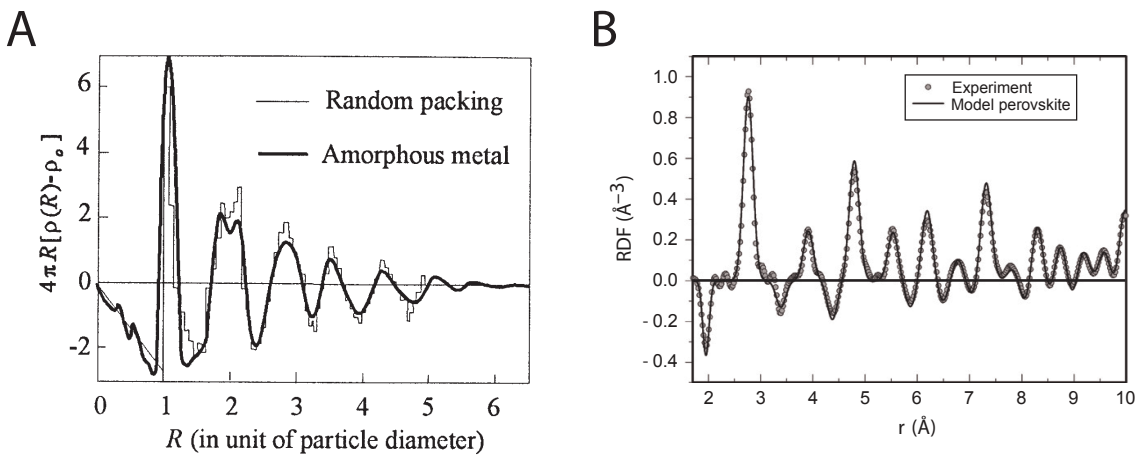 A
4πR[ρ(R)-ρo]
6
4
2
0
-2
0 1 2 3 4 5 6
R (in unit of particle diameter)
Random packing
Amorphous metal
B
RDF (Å⁻³)
1.0
0.8
0.6
0.4
0.2
0.0
- 0.2
- 0.4
2 3 4 5 6 7 8 9 10
r (Å)
Experiment
Model perovskite